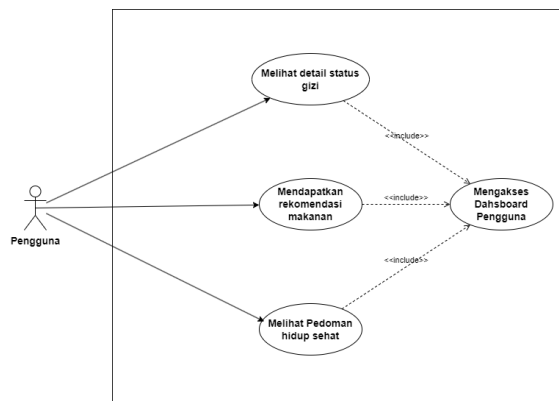 Melihat detail status
gizi
<<include>>
Mendapatkan
rekomendasi
makanan
<<include>>
Mengakses
Dahsboard
Pengguna
Pengguna
<<include>>
Melihat Pedoman
hidup sehat